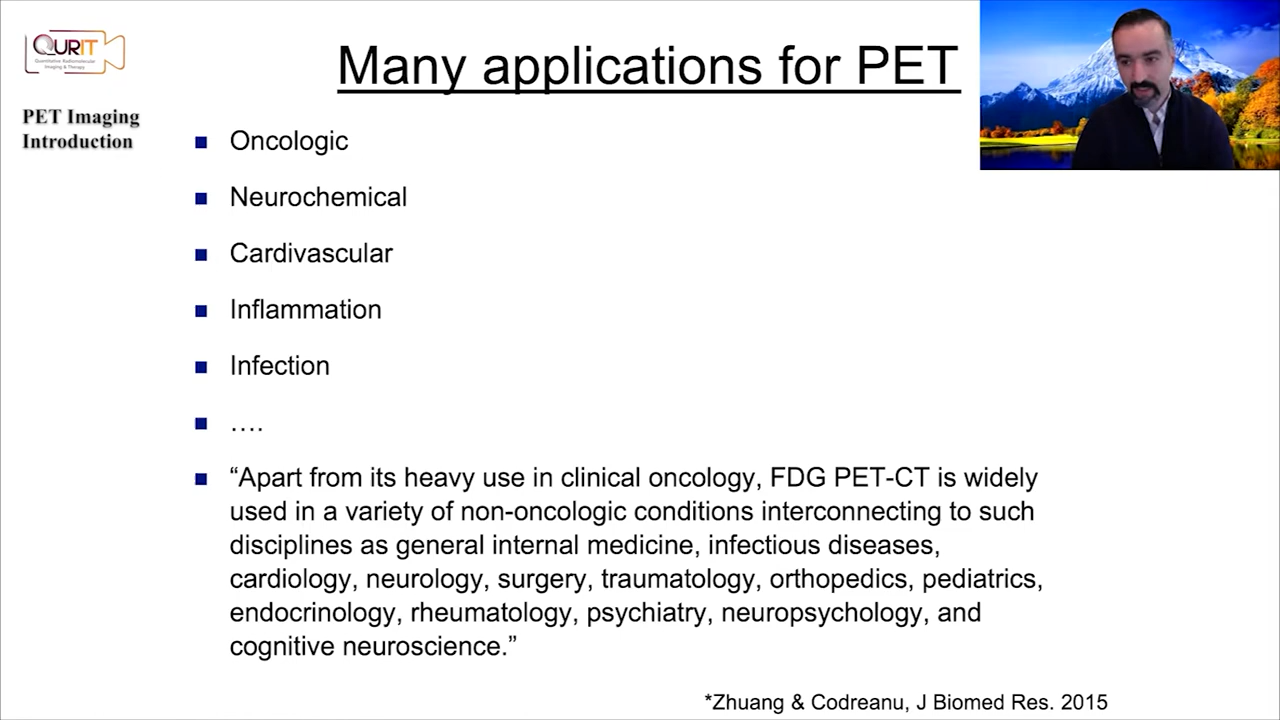 QURIT
Quantitative Radiomolecular
Imaging & Therapy
PET Imaging
Introduction
Many applications for PET
Oncologic
Neurochemical
Cardivascular
Inflammation
Infection
….
“Apart from its heavy use in clinical oncology, FDG PET-CT is widely
used in a variety of non-oncologic conditions interconnecting to such
disciplines as general internal medicine, infectious diseases,
cardiology, neurology, surgery, traumatology, orthopedics, pediatrics,
endocrinology, rheumatology, psychiatry, neuropsychology, and
cognitive neuroscience.”
*Zhuang & Codreanu, J Biomed Res. 2015